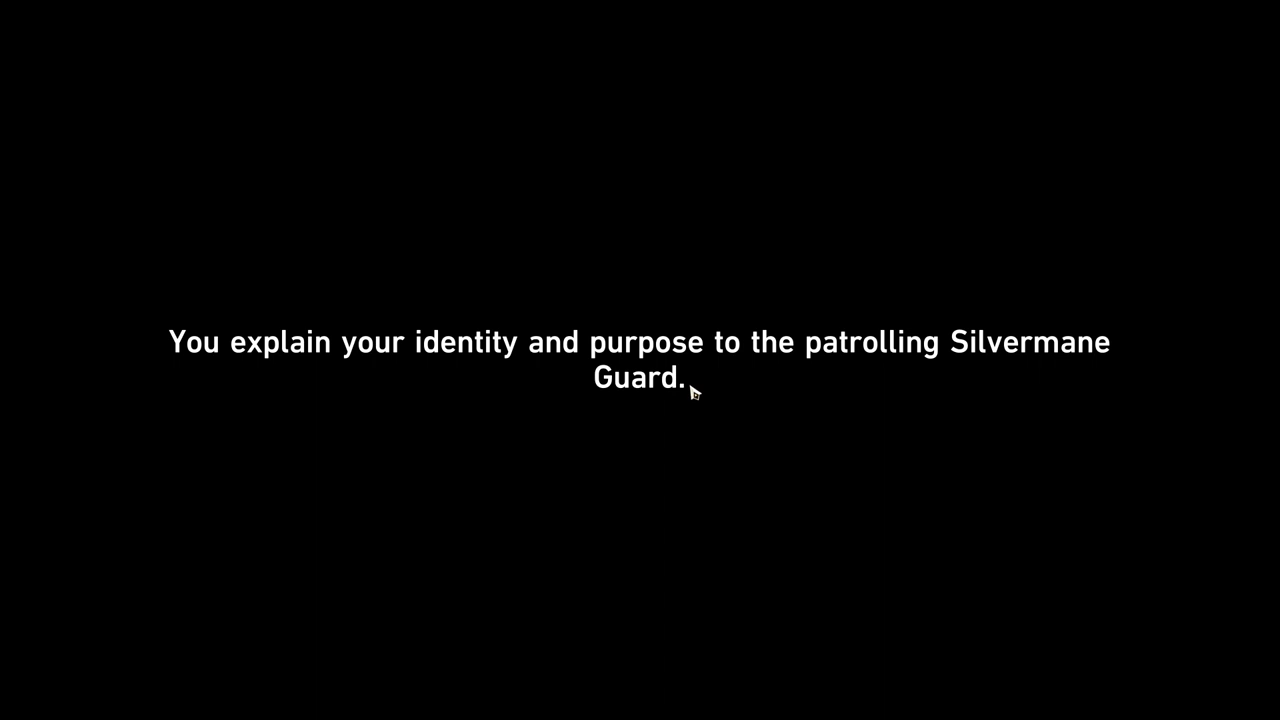 You explain your identity and purpose to the patrolling Silvermane
Guard.